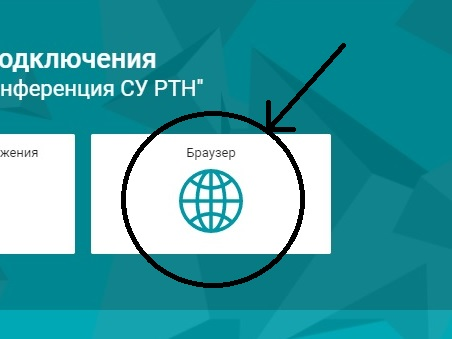 одключения
нференция СУ РТН"
жения
Браузер